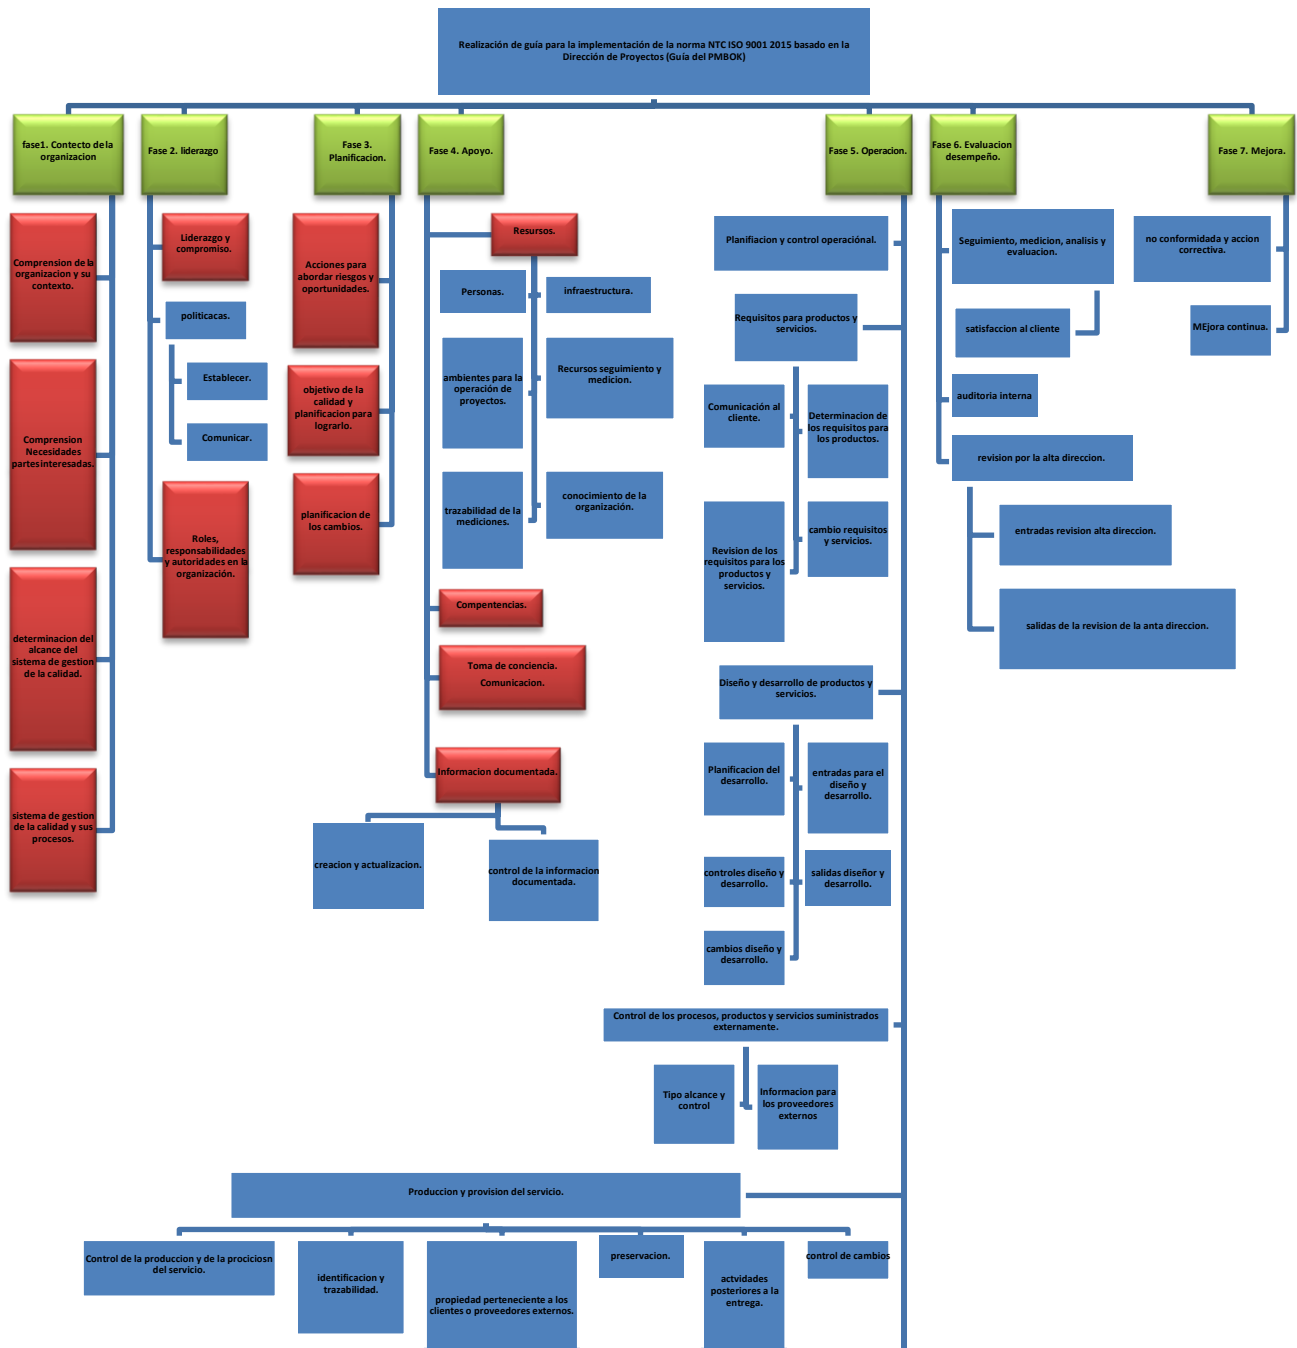 Realización de guía para la implementación de la norma NTC ISO 9001 2015 basado en la
Dirección de Proyectos (Guía del PMBOK)
fase1. Contecto de la
organizacion
Fase 2. liderazgo
Fase 3.
Planificacion.
Fase 4. Apoyo.
Fase 5. Operacion.
Fase 6. Evaluacion
desempeño.
Fase 7. Mejora.
Comprension de la
organizacion y su
contexto.
Comprension
Necesidades
partes interesadas.
determinacion del
alcance del
sistema de gestion
de la calidad.
sistema de gestion
de la calidad y sus
procesos.
Liderazgo y
compromiso.
politicacas.
Establecer.
Comunicar.
Roles,
responsabilidades
y autoridades en la
organización.
Acciones para
abordar riesgos y
oportunidades.
objetivo de la
calidad y
planificacion para
lograrlo.
planificacion de
los cambios.
Resursos.
Personas.
infraestructura.
ambientes para la
operación de
proyectos.
Recursos seguimiento y
medicion.
trazabilidad de la
mediciones.
conocimiento de la
organización.
Compentencias.
Toma de conciencia.
Comunicacion.
Informacion documentada.
creacion y actualizacion.
control de la informacion
documentada.
Planifiacion y control operaciónal.
Requisitos para productos y
servicios.
Comunicación al
cliente.
Determinacion de
los requisitos para
los productos.
Revision de los
requisitos para los
productos y
servicios.
cambio requisitos
y servicios.
Diseño y desarrollo de productos y
servicios.
Planificacion del
desarrollo.
entradas para el
diseño y
desarrollo.
controles diseño y
desarrollo.
salidas diseñor y
desarrollo.
cambios diseño y
desarrollo.
Control de los procesos, productos y servicios suministrados
externamente.
Tipo alcance y
control
Informacion para
los proveedores
externos
Produccion y provision del servicio.
Control de la produccion y de la prociciosn
del servicio.
identificacion y
trazabilidad.
propiedad perteneciente a los
clientes o proveedores externos.
preservacion.
actvidades
posteriores a la
entrega.
control de cambios
Seguimiento, medicion, analisis y
evaluacion.
satisfaccion al cliente
auditoria interna
revision por la alta direccion.
entradas revision alta direccion.
salidas de la revision de la anta direccion.
no conformidada y accion
correctiva.
MEjora continua.